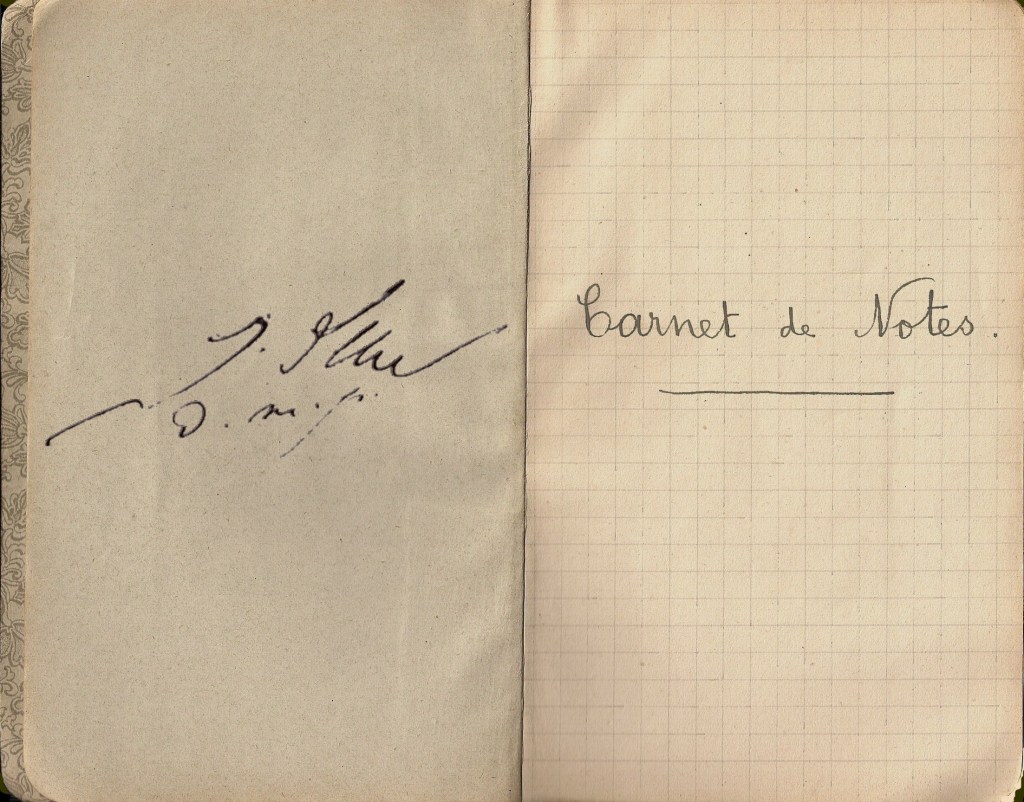 D. m. p.
Carnet de Notes.